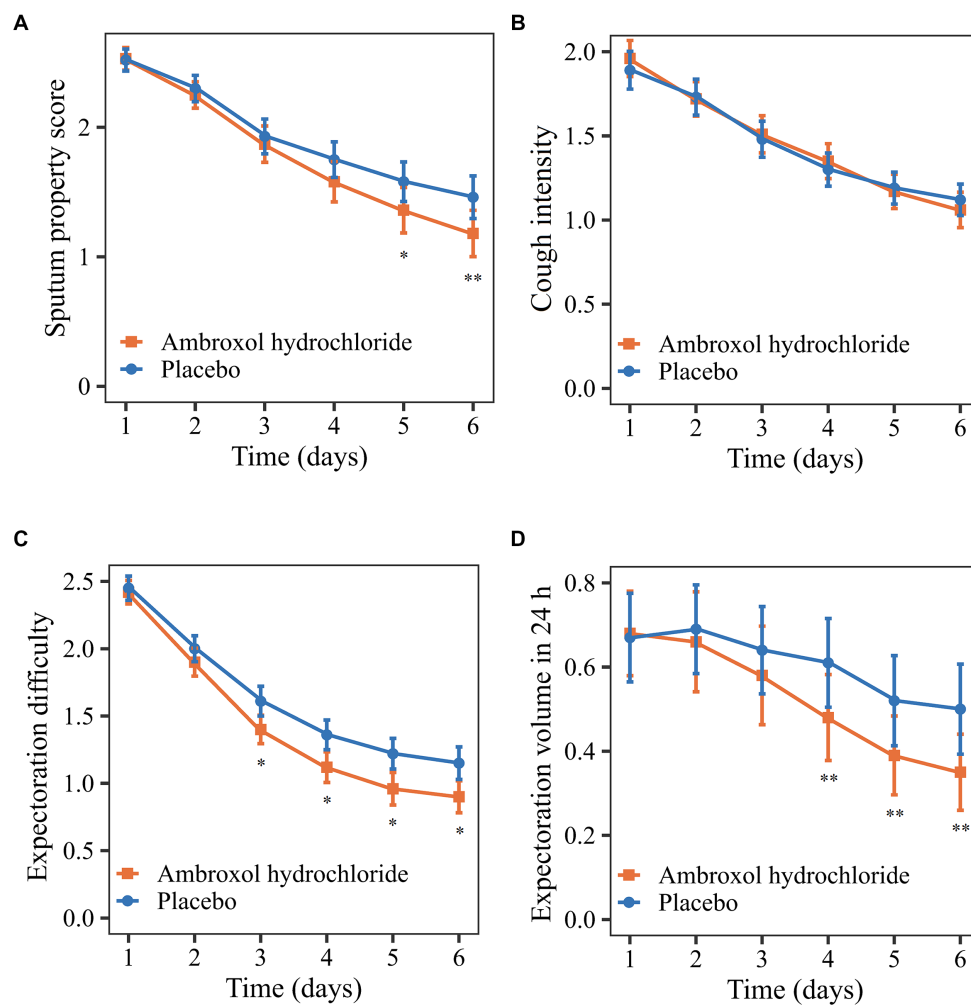 A
Sputum property score
2
1
0
*
**
Ambroxol hydrochloride
Placebo
1 2 3 4 5 6
Time (days)
B
Cough intensity
2.0
1.5
1.0
0.5
0.0
Ambroxol hydrochloride
Placebo
1 2 3 4 5 6
Time (days)
C
Expectoration difficulty
2.5
2.0
1.5
1.0
0.5
0.0
*
*
*
*
Ambroxol hydrochloride
Placebo
1 2 3 4 5 6
Time (days)
D
Expectoration volume in 24 h
0.8
0.6
0.4
0.2
0.0
**
**
**
Ambroxol hydrochloride
Placebo
1 2 3 4 5 6
Time (days)